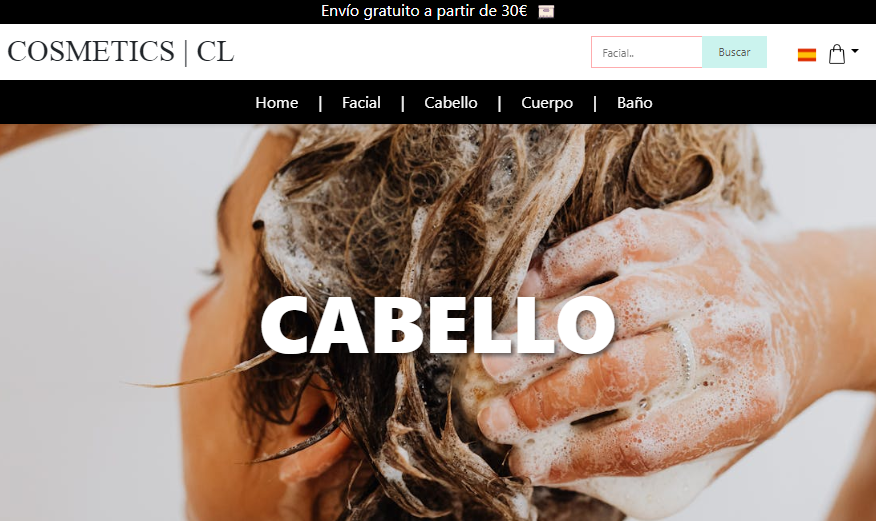 Envío gratuito a partir de 30€
COSMETICS | CL
Facial..
Buscar
Home | Facial | Cabello | Cuerpo | Baño
CABELLO